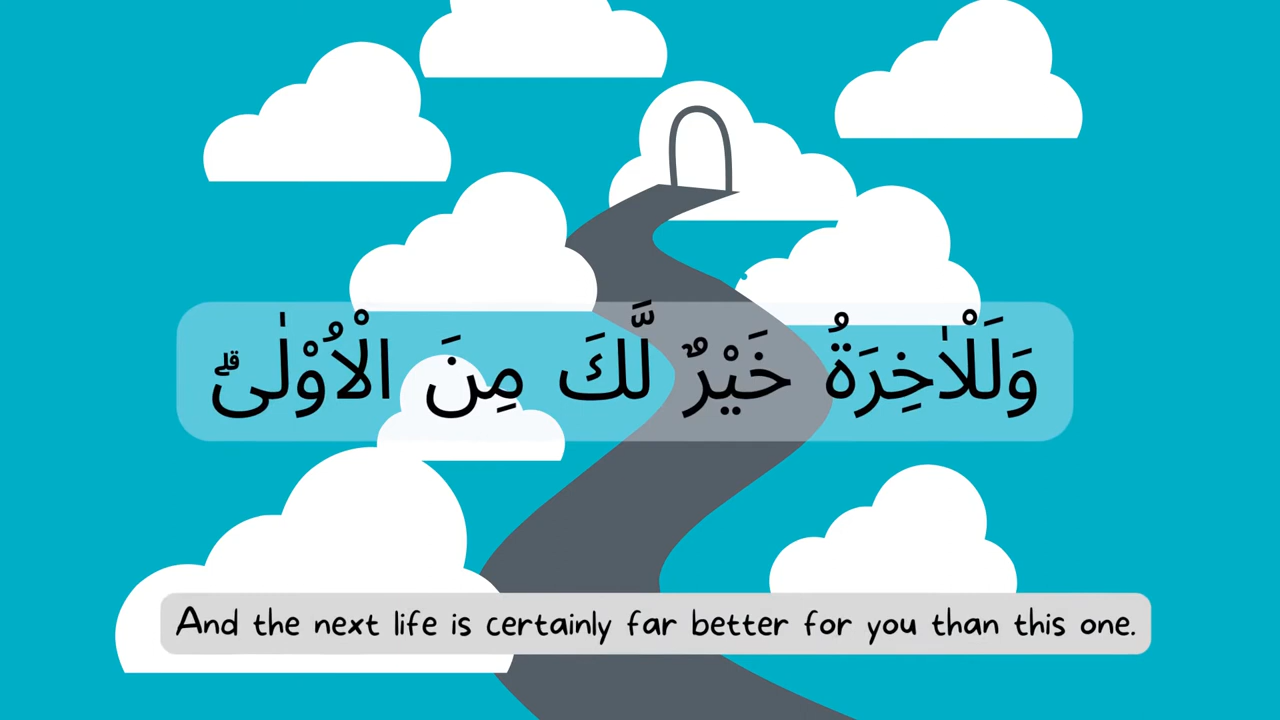 وَلَلْاٰخِرَةُ خَيْرٌ لَّكَ مِنَ الْاُوْلٰىۗ
And the next life is certainly far better for you than this one.